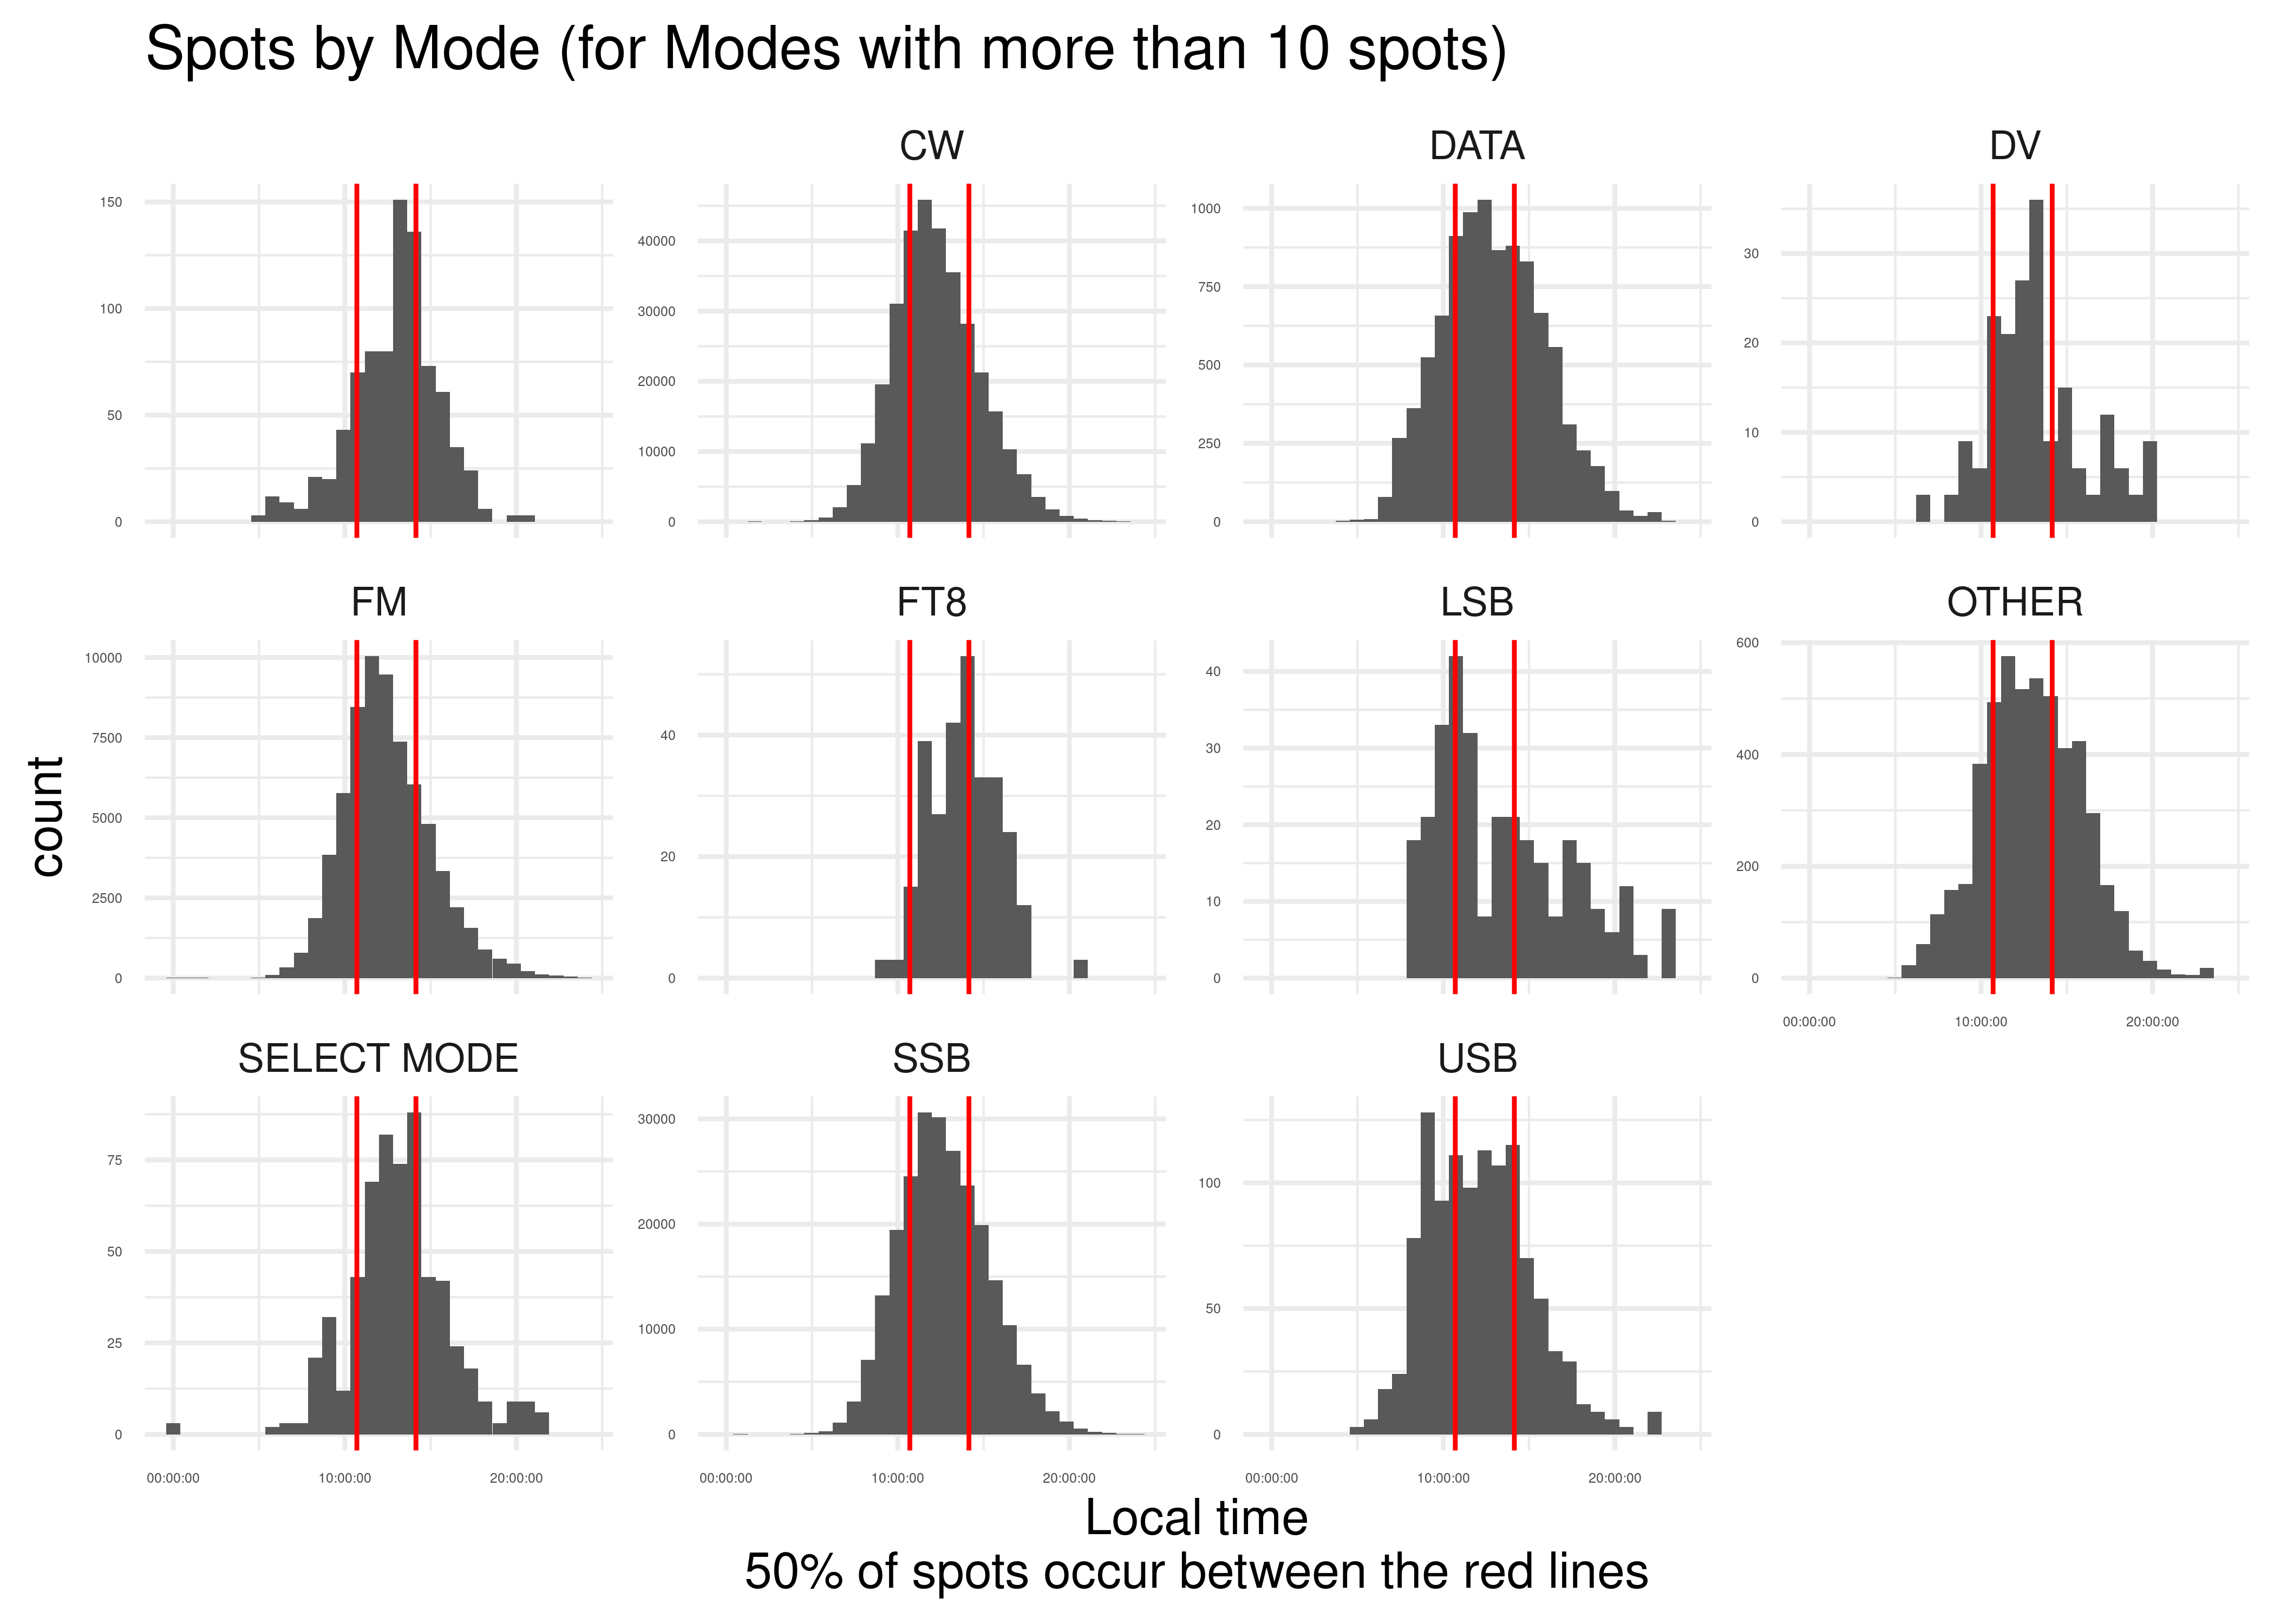 Spots by Mode (for Modes with more than 10 spots)
CW
DATA
DV
150
100
50
0
40000
30000
20000
10000
0
1000
750
500
250
0
30
20
10
0
FM
FT8
LSB
OTHER
10000
7500
5000
2500
0
40
20
0
40
30
20
10
0
600
400
200
0
00:00:00 10:00:00 20:00:00
count
SELECT MODE
SSB
USB
75
50
25
0
30000
20000
10000
0
100
50
0
00:00:00 10:00:00 20:00:00
00:00:00 10:00:00 20:00:00
00:00:00 10:00:00 20:00:00
Local time
50% of spots occur between the red lines